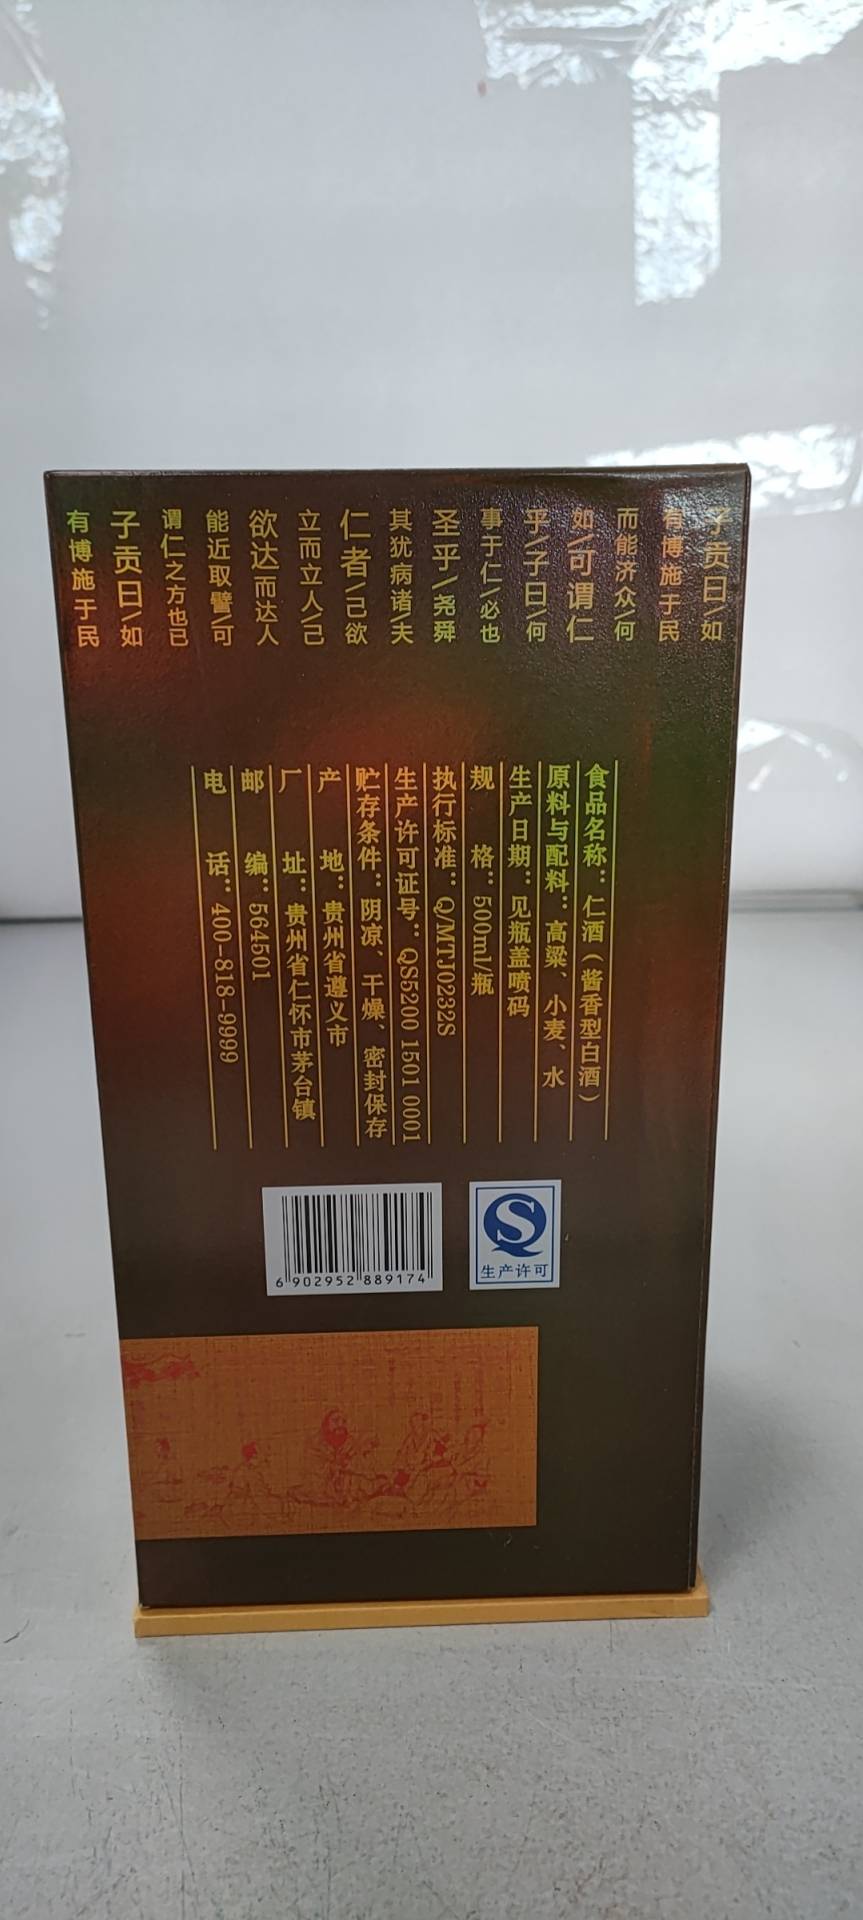 子贡曰\如
有博施于民
而能济众\何
如\可谓仁
乎\子曰\何
事于仁\必也
圣乎\尧舜
其犹病诸\夫
仁者\己欲
立而立人\己
欲达而达人
能近取譬\可
谓仁之方也已
子贡曰\如
有博施于民
食品名称：仁酒（酱香型白酒）
原料与配料：高粱、小麦、水
生产日期：见瓶盖喷码
规格：500ml/瓶
执行标准：Q/MTJ0232S
生产许可证号：QS5200 1501 0001
贮存条件：阴凉、干燥、密封保存
产地：贵州省遵义市
厂址：贵州省仁怀市茅台镇
邮编：564501
电话：400-818-9999
6 902952 889174
生产许可